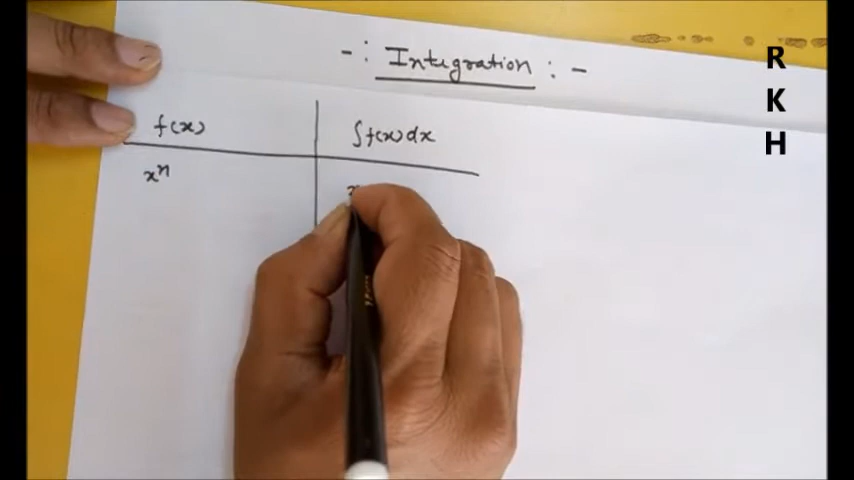 -: Integration :-
R
K
H
f(x) ∫f(x)dx
xⁿ x